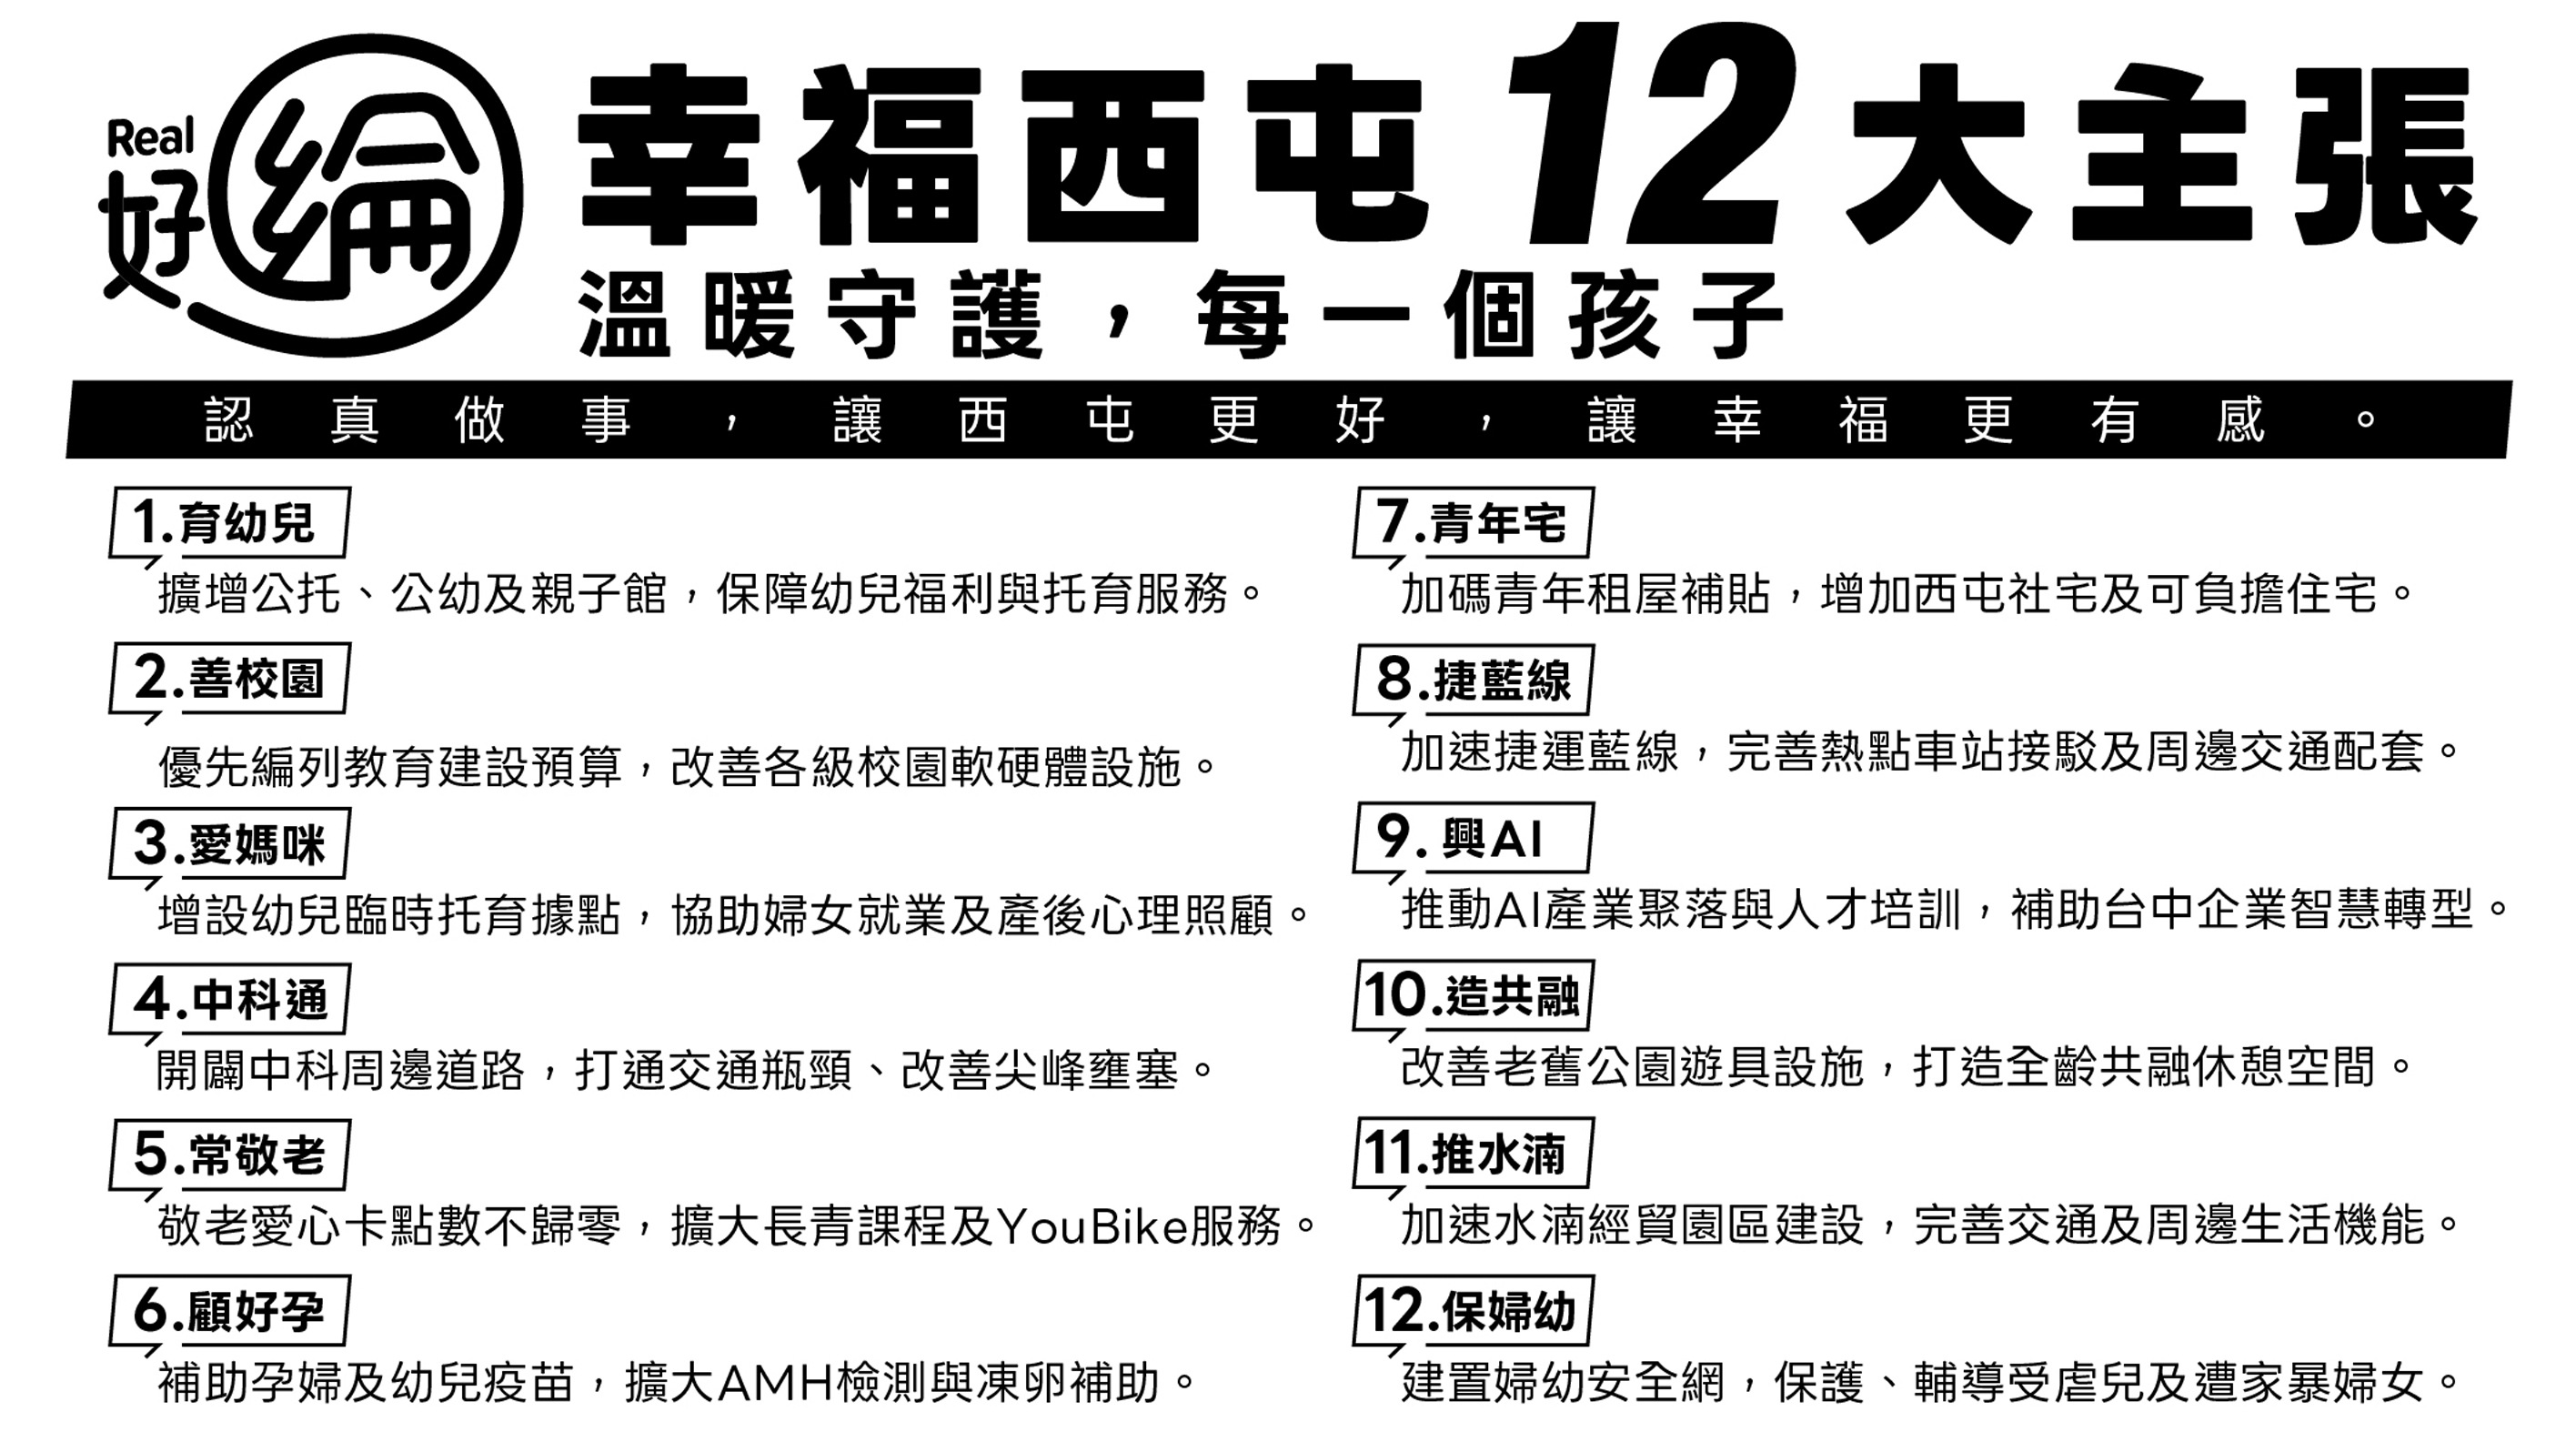 Real
好綸
幸福西屯12大主張
溫暖守護，每一個孩子
認真做事，讓西屯更好，讓幸福更有感。
1.育幼兒
擴增公托、公幼及親子館，保障幼兒福利與托育服務。
2.善校園
優先編列教育建設預算，改善各級校園軟硬體設施。
3.愛媽咪
增設幼兒臨時托育據點，協助婦女就業及產後心理照顧。
4.中科通
開闢中科周邊道路，打通交通瓶頸、改善尖峰壅塞。
5.常敬老
敬老愛心卡點數不歸零，擴大長青課程及YouBike服務。
6.顧好孕
補助孕婦及幼兒疫苗，擴大AMH檢測與凍卵補助。
7.青年宅
加碼青年租屋補貼，增加西屯社宅及可負擔住宅。
8.捷藍線
加速捷運藍線，完善熱點車站接駁及周邊交通配套。
9.興AI
推動AI產業聚落與人才培訓，補助台中企業智慧轉型。
10.造共融
改善老舊公園遊具設施，打造全齡共融休憩空間。
11.推水湳
加速水湳經貿園區建設，完善交通及周邊生活機能。
12.保婦幼
建置婦幼安全網，保護、輔導受虐兒及遭家暴婦女。